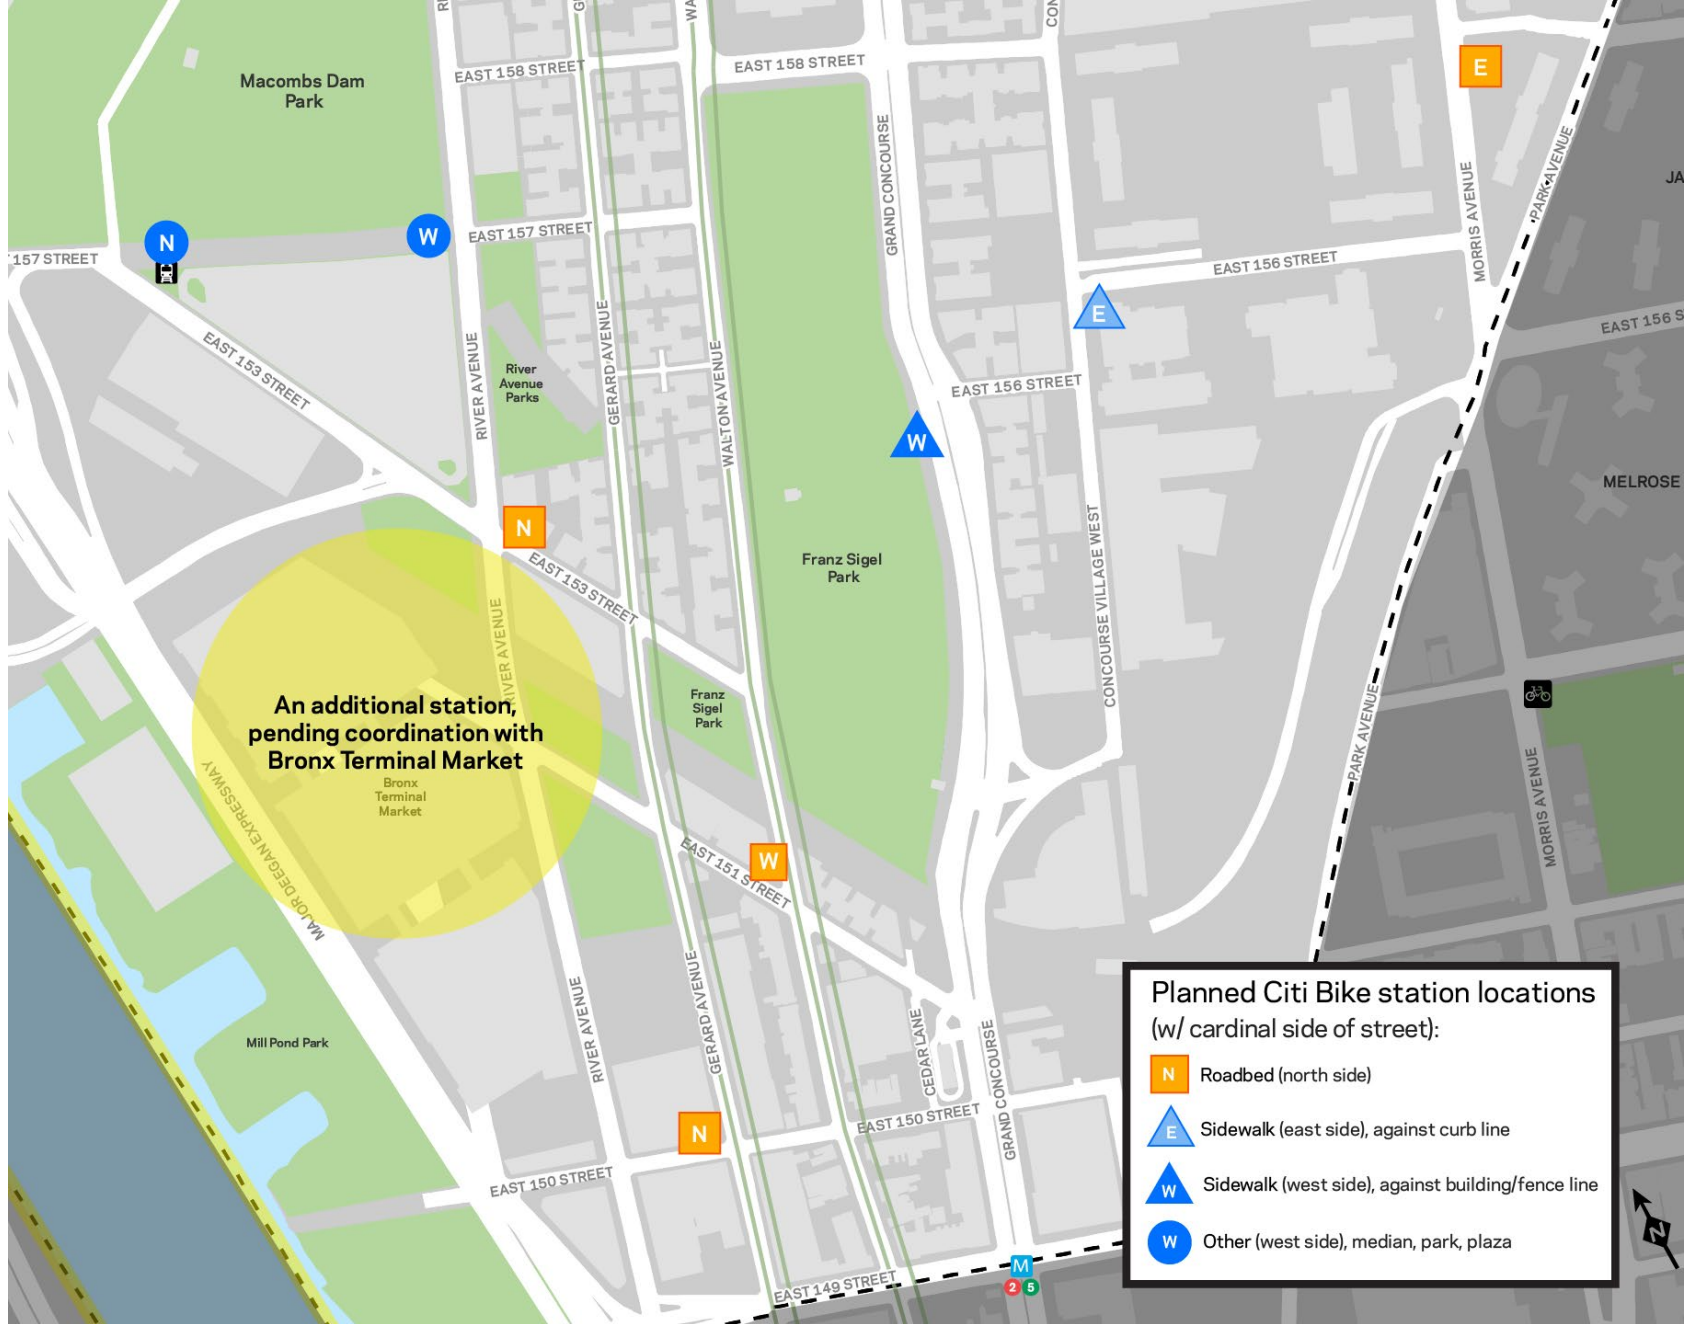 RI
G
WA
CON
EAST 158 STREET
EAST 158 STREET
E
Macombs Dam
Park
GRAND CONCOURSE
MORRIS AVENUE
PARK AVENUE
JA
N
W
EAST 157 STREET
157 STREET
EAST 156 STREET
E
EAST 156 S
EAST 153 STREET
RIVER AVENUE
River
Avenue
Parks
GERARD AVENUE
WALTON AVENUE
EAST 156 STREET
W
MELROSE
N
EAST 153 STREET
Franz Sigel
Park
CONCOURSE VILLAGE WEST
RIVER AVENUE
Franz
Sigel
Park
An additional station,
pending coordination with
Bronx Terminal Market
Bronx
Terminal
Market
MAJOR DEEGAN EXPRESSWAY
PARK AVENUE
MORRIS AVENUE
W
EAST 151 STREET
RIVER AVENUE
GERARD AVENUE
CEDAR LANE
GRAND CONCOURSE
Mill Pond Park
N
EAST 150 STREET
EAST 150 STREET
EAST 149 STREET
M
2 5
Planned Citi Bike station locations
(w/ cardinal side of street):
N Roadbed (north side)
E Sidewalk (east side), against curb line
W Sidewalk (west side), against building/fence line
W Other (west side), median, park, plaza
N